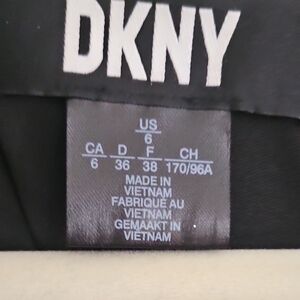 DKNY
US
6
CA D F CH
6 36 38 170/96A
MADE IN
VIETNAM
FABRIQUÉ AU
VIETNAM
GEMAAKT IN
VIETNAM